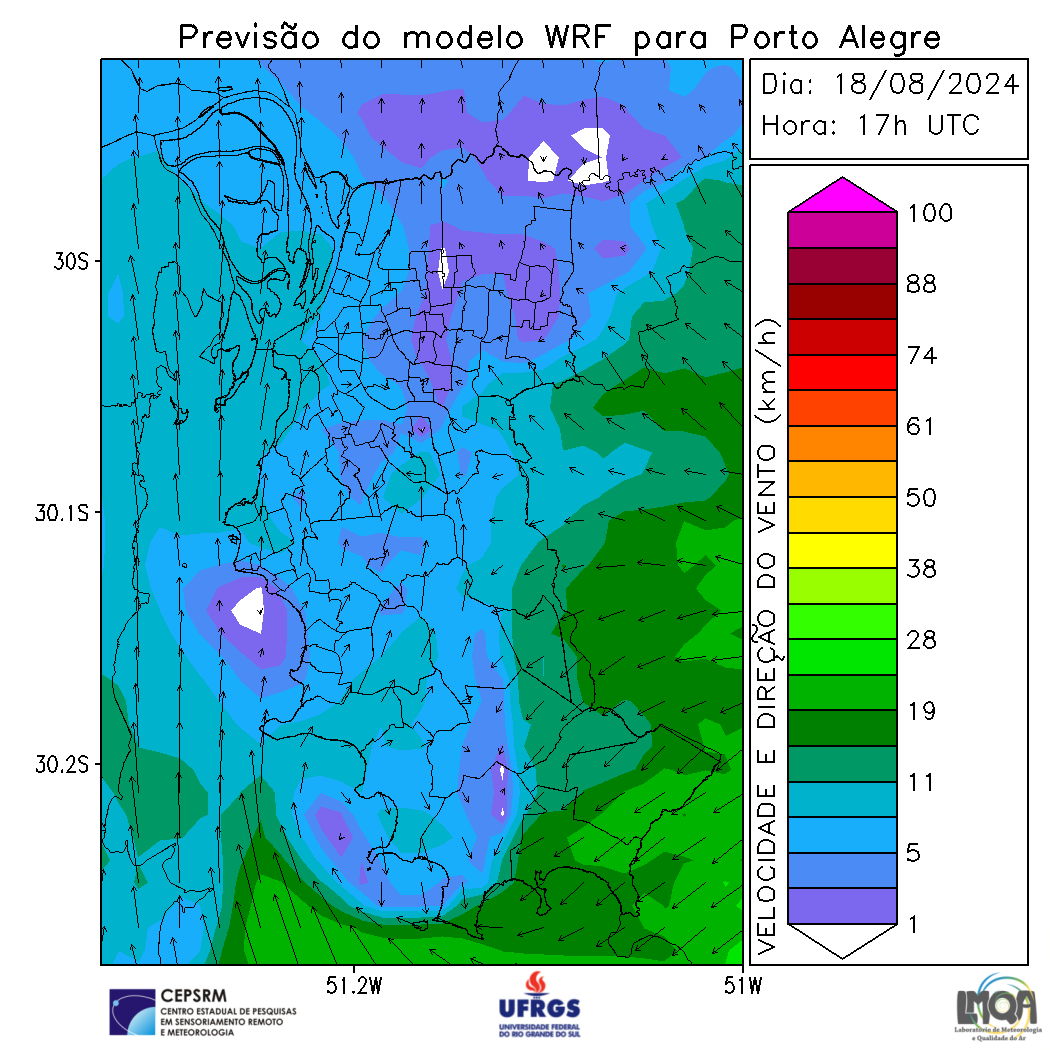 Previsão do modelo WRF para Porto Alegre
Dia: 18/08/2024
Hora: 17h UTC
30S
30.1S
30.2S
51.2W
51W
VELOCIDADE E DIREÇÃO DO VENTO (km/h)
100
88
74
61
50
38
28
19
11
5
1
CEPSRM
CENTRO ESTADUAL DE PESQUISAS
EM SENSORIAMENTO REMOTO
E METEOROLOGIA
UFRGS
UNIVERSIDADE FEDERAL
DO RIO GRANDE DO SUL
LMQA
Laboratório de Meteorologia
e Qualidade do Ar